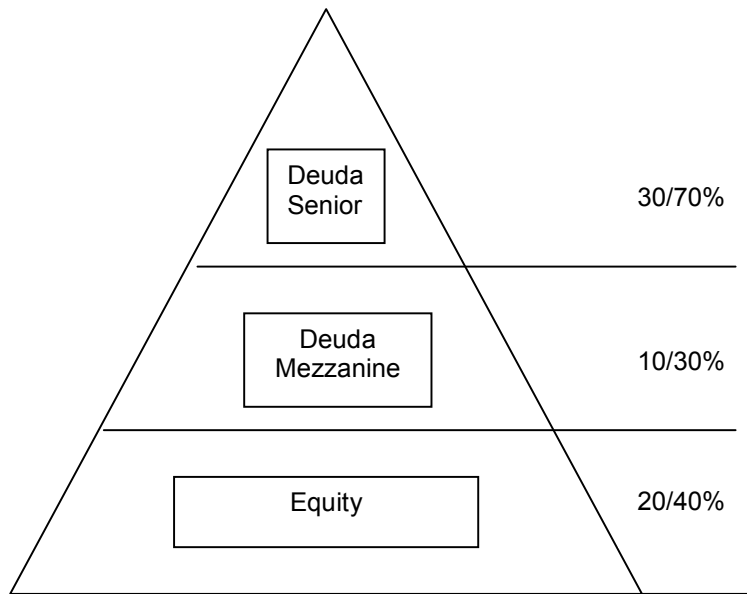 Deuda
Senior
30/70%
Deuda
Mezzanine
10/30%
Equity
20/40%